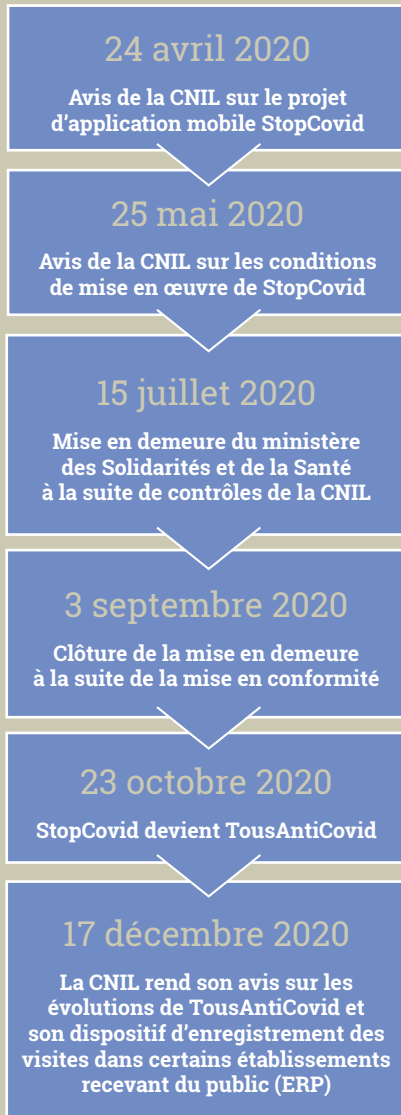 24 avril 2020
Avis de la CNIL sur le projet
d’application mobile StopCovid
25 mai 2020
Avis de la CNIL sur les conditions
de mise en œuvre de StopCovid
15 juillet 2020
Mise en demeure du ministère
des Solidarités et de la Santé
à la suite de contrôles de la CNIL
3 septembre 2020
Clôture de la mise en demeure
à la suite de la mise en conformité
23 octobre 2020
StopCovid devient TousAntiCovid
17 décembre 2020
La CNIL rend son avis sur les
évolutions de TousAntiCovid et
son dispositif d’enregistrement des
visites dans certains établissements
recevant du public (ERP)